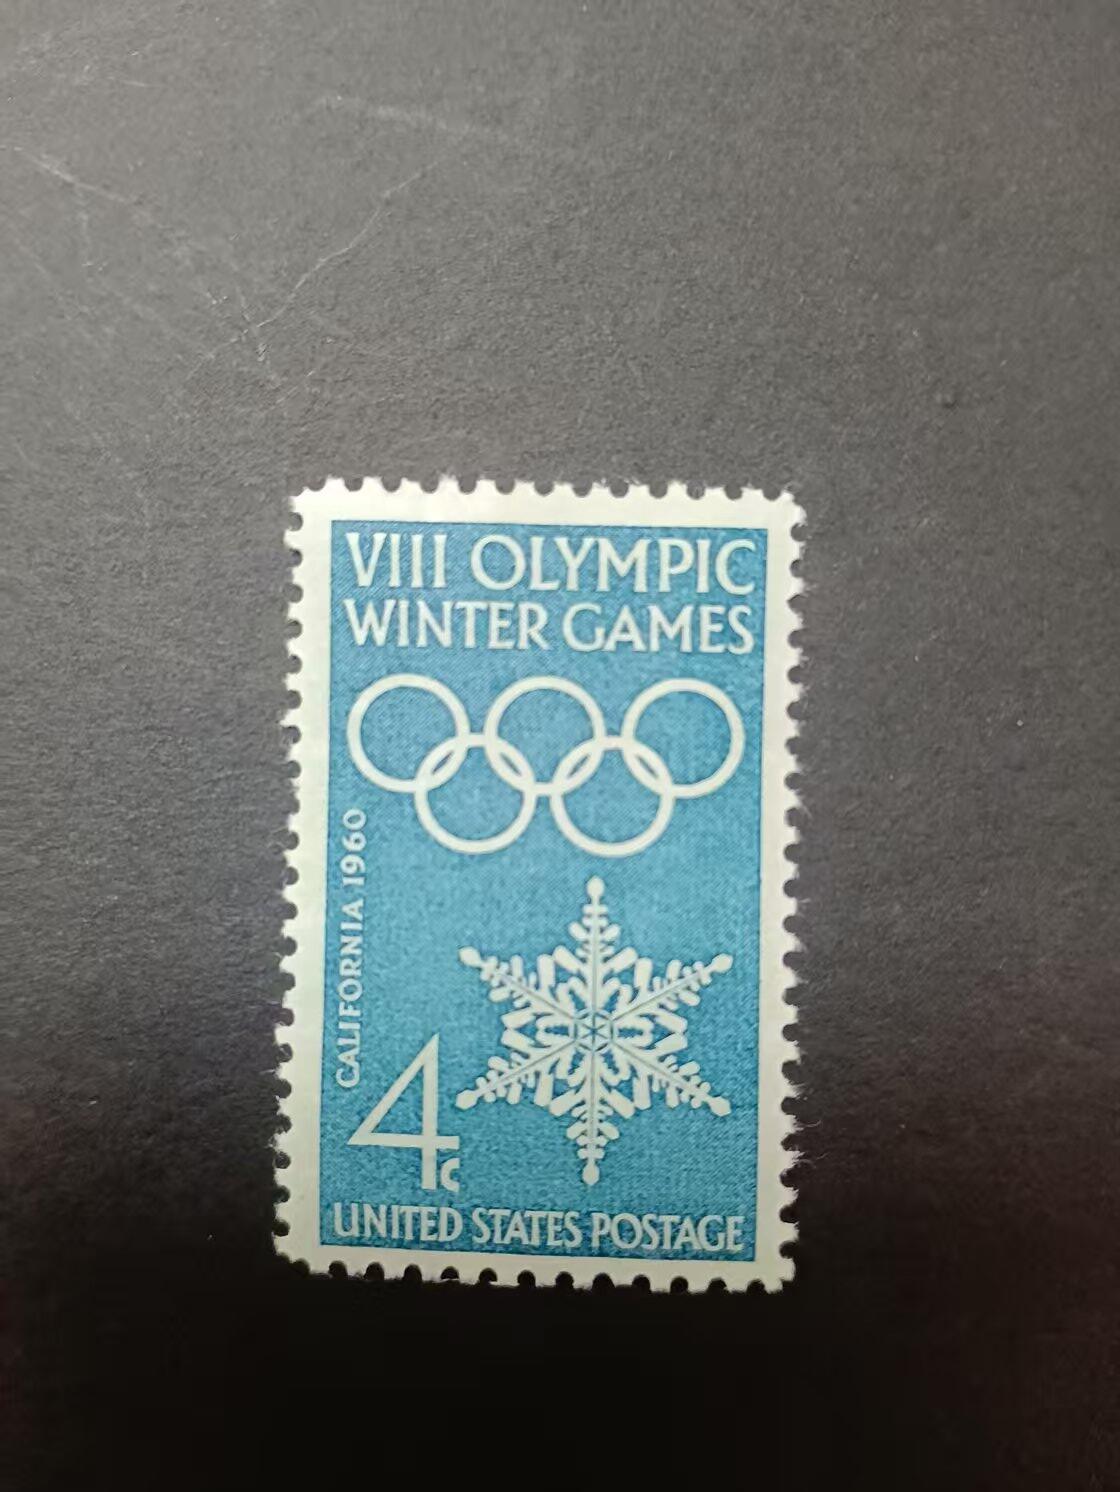 VIII OLYMPIC
WINTER GAMES
CALIFORNIA 1960
4c
UNITED STATES POSTAGE